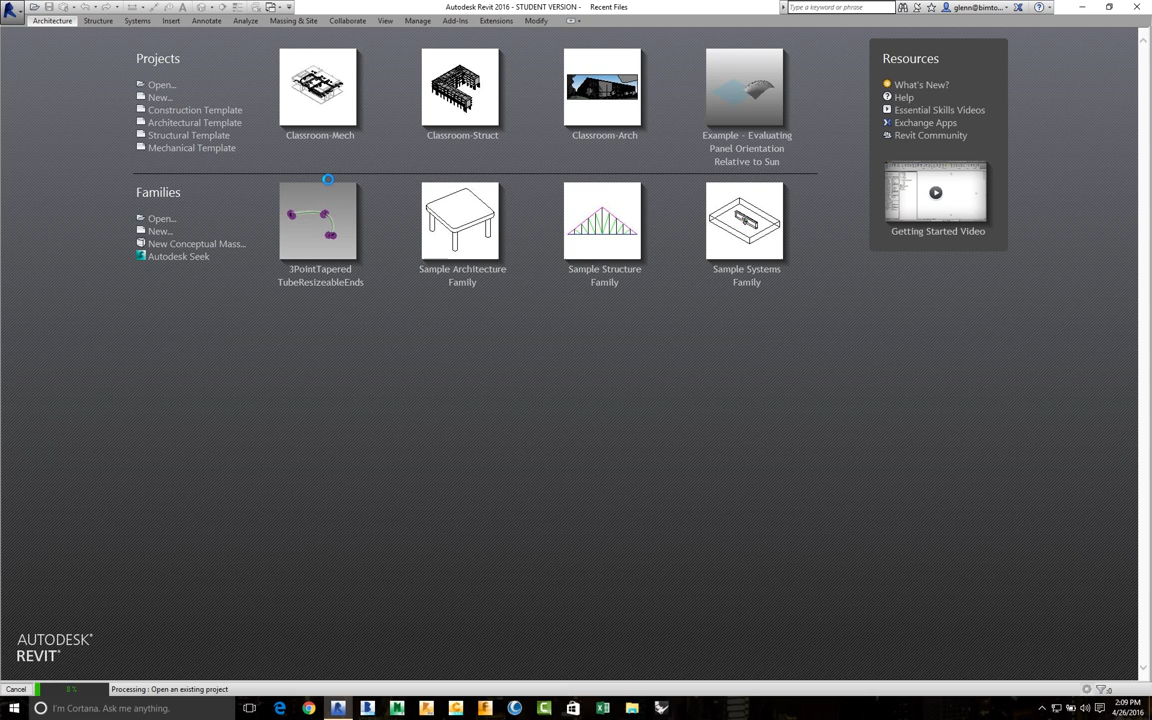 Autodesk Revit 2016 - STUDENT VERSION - Recent Files
Type a keyword or phrase
glenn@bimto...
Architecture Structure Systems Insert Annotate Analyze Massing & Site Collaborate View Manage Add-Ins Extensions Modify
Projects
Open...
New...
Construction Template
Architectural Template
Structural Template
Mechanical Template
Classroom-Mech
Classroom-Struct
Classroom-Arch
Example - Evaluating
Panel Orientation
Relative to Sun
Families
Open...
New...
New Conceptual Mass...
Autodesk Seek
3PointTapered
TubeResizeableEnds
Sample Architecture
Family
Sample Structure
Family
Sample Systems
Family
Resources
What's New?
Help
Essential Skills Videos
Exchange Apps
Revit Community
Getting Started Video
AUTODESK®
REVIT®
Cancel 8 % Processing : Open an existing project
:0
I'm Cortana. Ask me anything.
2:09 PM
4/26/2016